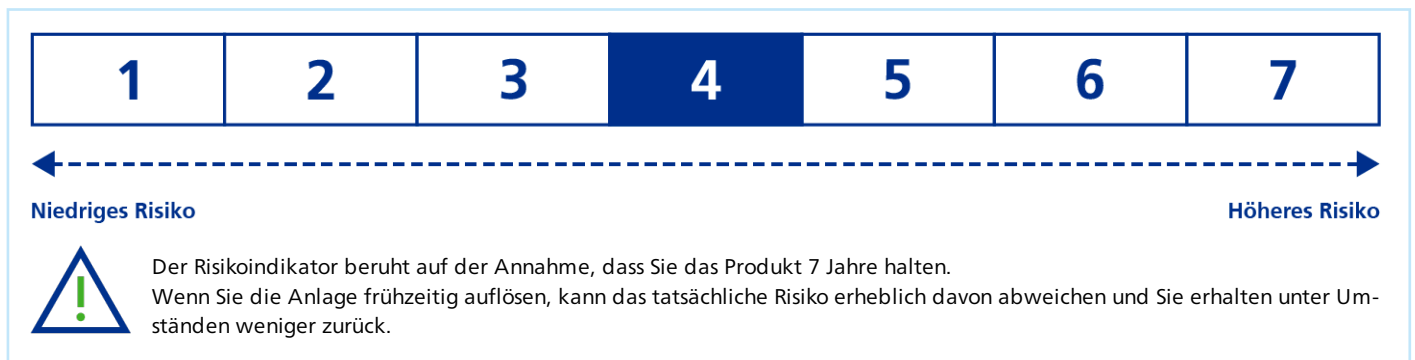 1 2 3 4 5 6 7
Niedriges Risiko Höheres Risiko
Der Risikoindikator beruht auf der Annahme, dass Sie das Produkt 7 Jahre halten.
Wenn Sie die Anlage frühzeitig auflösen, kann das tatsächliche Risiko erheblich davon abweichen und Sie erhalten unter Um-
ständen weniger zurück.